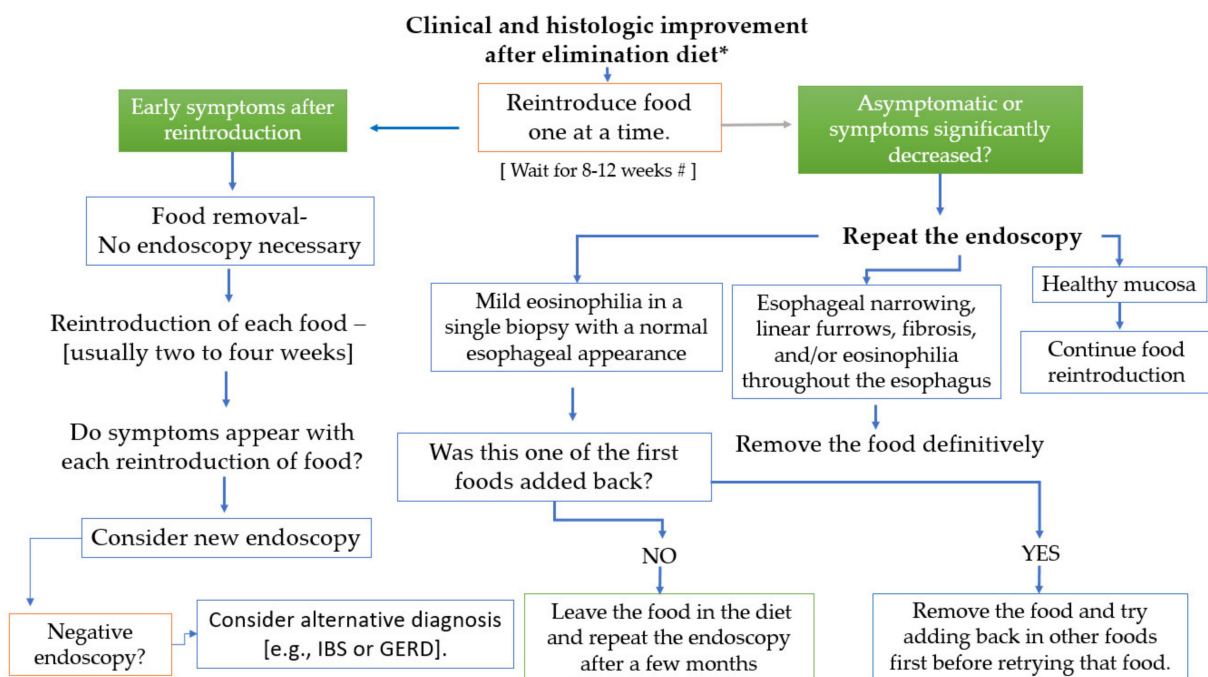 Clinical and histologic improvement
after elimination diet*
Early symptoms after
reintroduction
Reintroduce food
one at a time.
[ Wait for 8-12 weeks # ]
Asymptomatic or
symptoms significantly
decreased?
Food removal-
No endoscopy necessary
Repeat the endoscopy
Mild eosinophilia in a
single biopsy with a normal
esophageal appearance
Esophageal narrowing,
linear furrows, fibrosis,
and/or eosinophilia
throughout the esophagus
Healthy mucosa
Continue food
reintroduction
Reintroduction of each food –
[usually two to four weeks]
Do symptoms appear with
each reintroduction of food?
Was this one of the first
foods added back?
Remove the food definitively
Consider new endoscopy
NO
YES
Negative
endoscopy?
Consider alternative diagnosis
[e.g., IBS or GERD].
Leave the food in the diet
and repeat the endoscopy
after a few months
Remove the food and try
adding back in other foods
first before retrying that food.